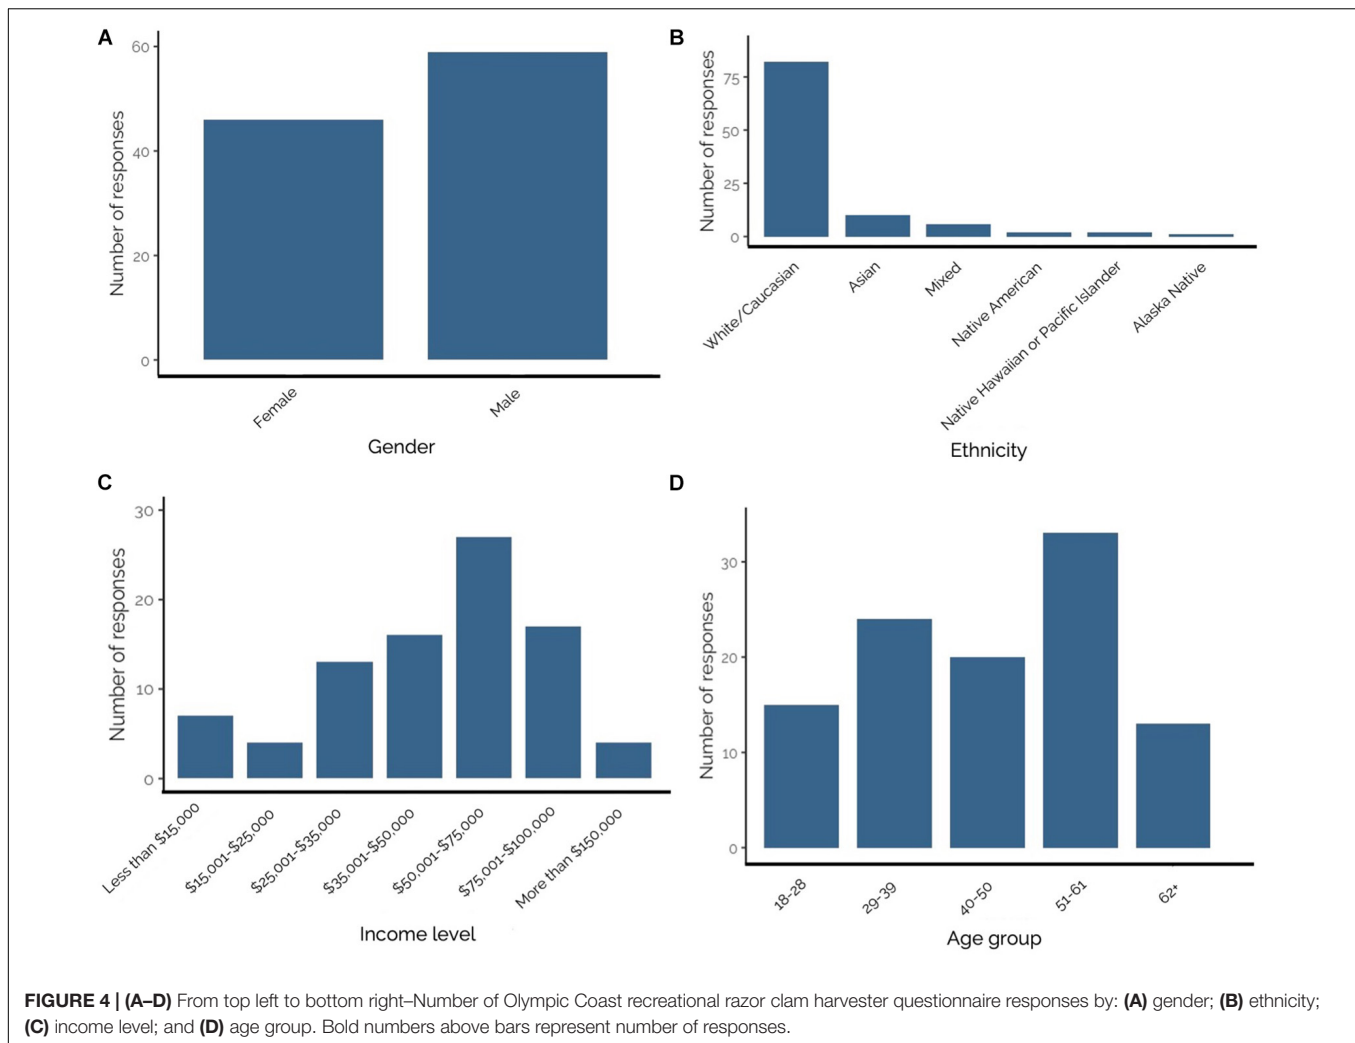 A
Number of responses
60
40
20
0
Female
Male
Gender
B
Number of responses
75
50
25
0
White/Caucasian
Asian
Mixed
Native American
Native Hawaiian or Pacific Islander
Alaska Native
Ethnicity
C
Number of responses
30
20
10
0
Less than $15,000
$15,001-$25,000
$25,001-$35,000
$35,001-$50,000
$50,001-$75,000
$75,001-$100,000
More than $150,000
Income level
D
Number of responses
30
20
10
0
18-28
29-39
40-50
51-61
62+
Age group
FIGURE 4 | (A–D) From top left to bottom right–Number of Olympic Coast recreational razor clam harvester questionnaire responses by: (A) gender; (B) ethnicity;
(C) income level; and (D) age group. Bold numbers above bars represent number of responses.